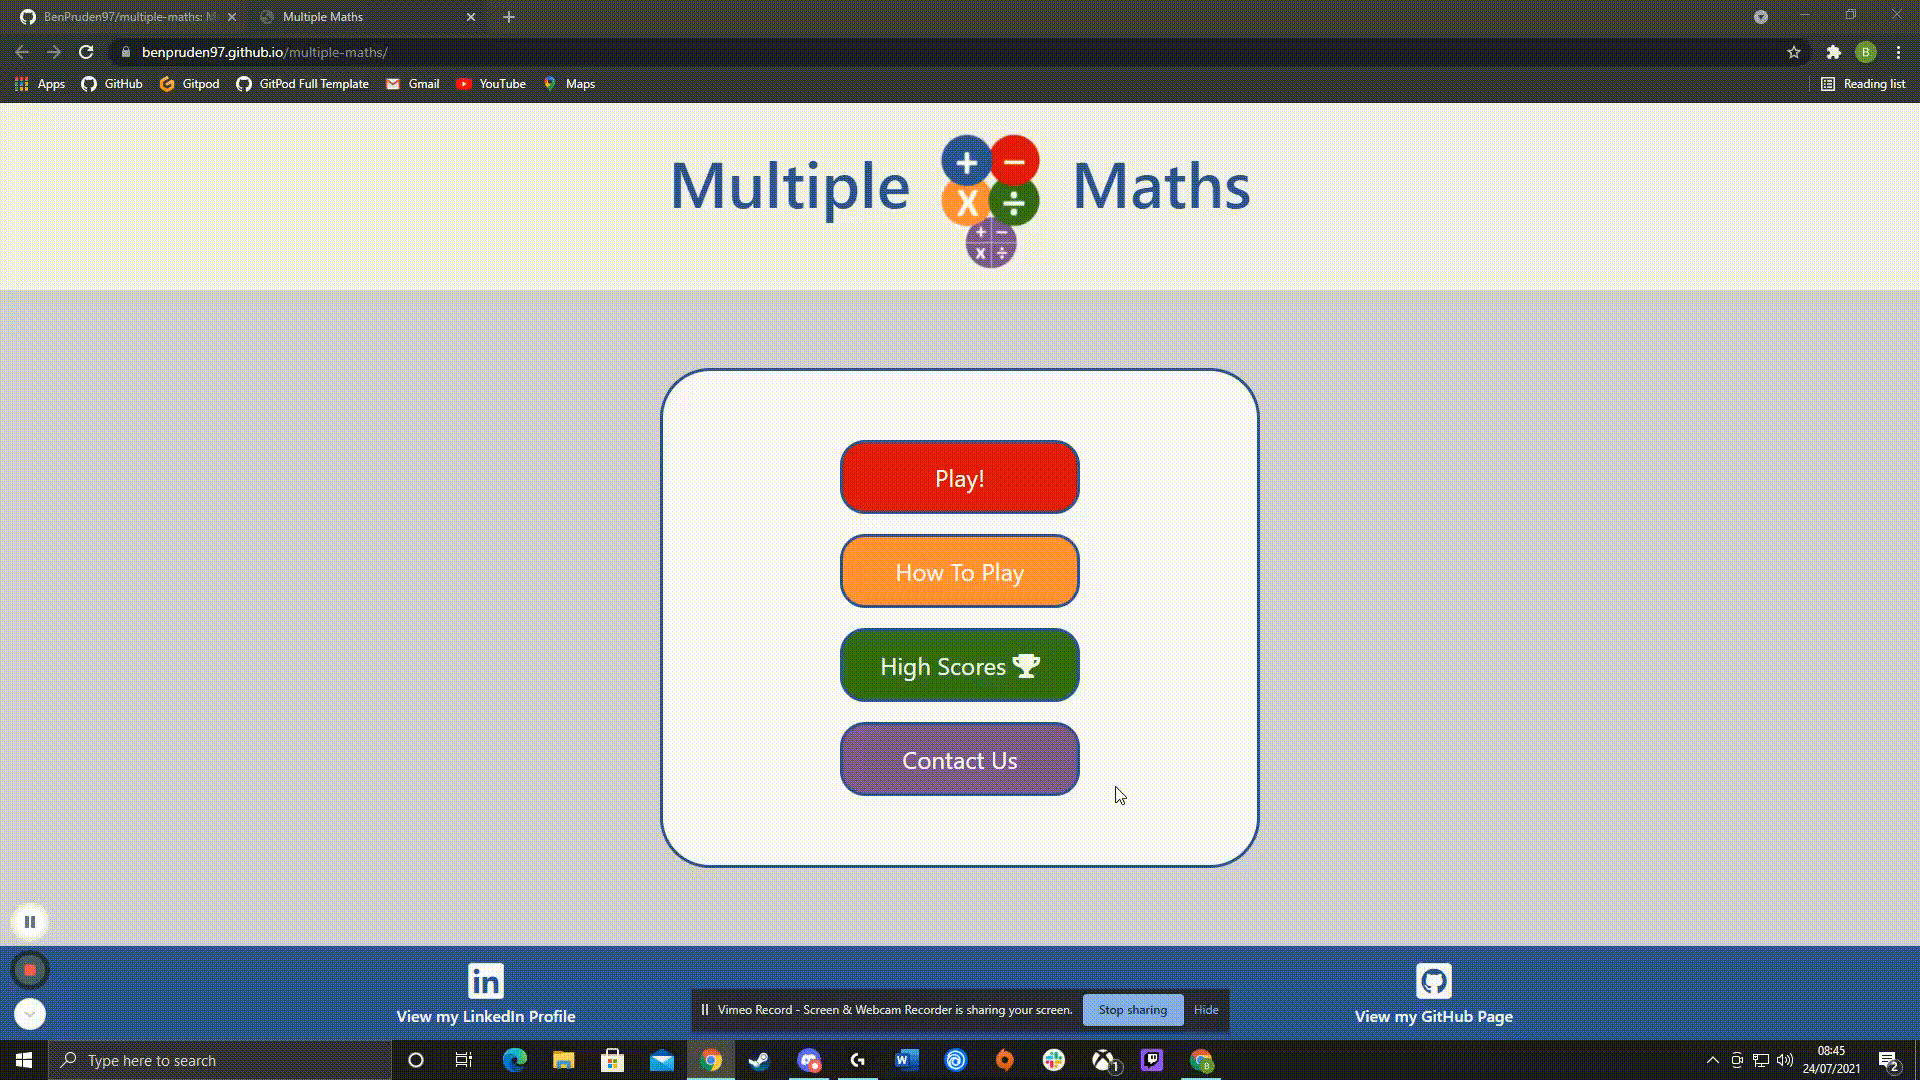 BenPruden97/multiple-maths: M
Multiple Maths
benpruden97.github.io/multiple-maths/
B
Apps GitHub Gitpod GitPod Full Template Gmail YouTube Maps Reading list
Multiple + − x ÷ + − x ÷ Maths
Play!
How To Play
High Scores
Contact Us
in
View my LinkedIn Profile
Vimeo Record - Screen & Webcam Recorder is sharing your screen. Stop sharing Hide
View my GitHub Page
Type here to search
W
1
B
08:45
24/07/2021
2